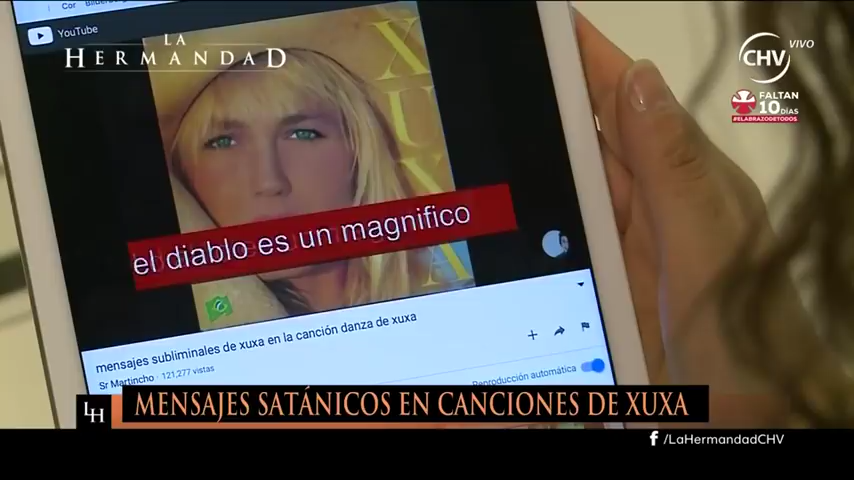 YouTube
LA
HERMANDAD
CHV VIVO
FALTAN
10 DÍAS
#ELABRAZODETODOS
XUXA
el diablo es un magnifico
mensajes subliminales de xuxa en la canción danza de xuxa
Sr Martincho · 121,277 vistas
Reproducción automática
LH
MENSAJES SATÁNICOS EN CANCIONES DE XUXA
f /LaHermandadCHV